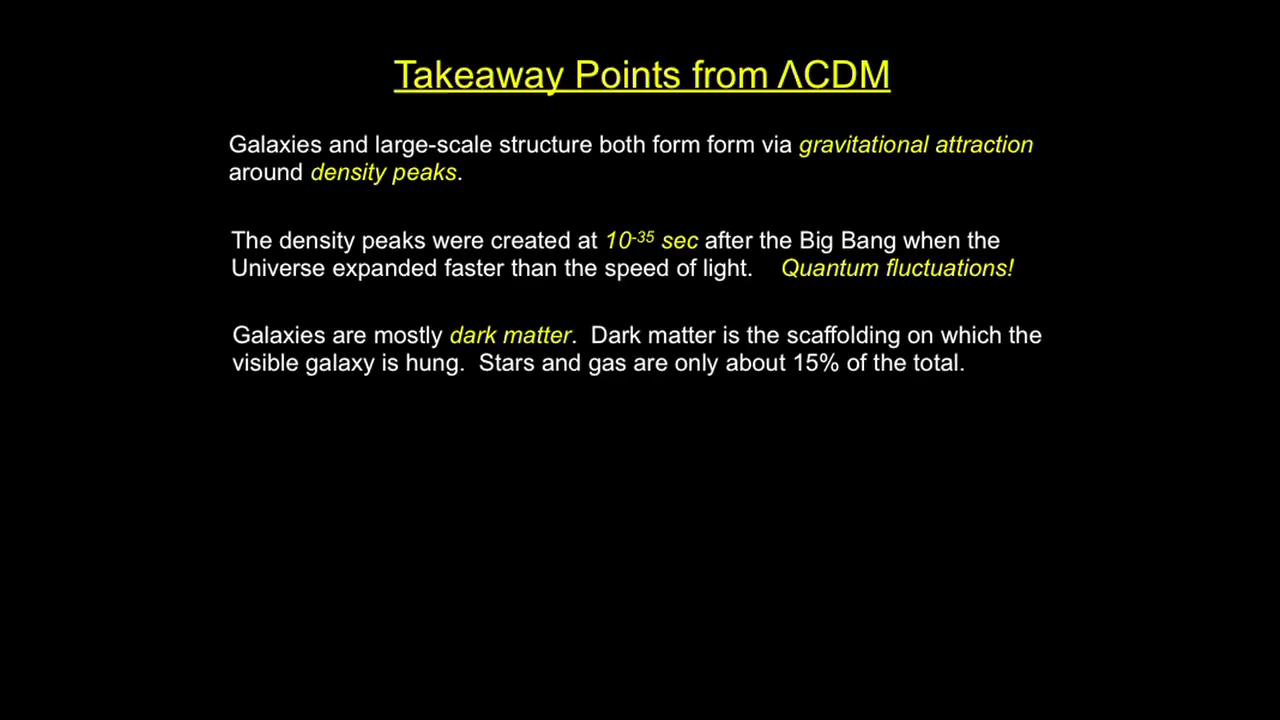 Takeaway Points from ΛCDM
Galaxies and large-scale structure both form form via gravitational attraction
around density peaks.
The density peaks were created at 10⁻³⁵ sec after the Big Bang when the
Universe expanded faster than the speed of light. Quantum fluctuations!
Galaxies are mostly dark matter. Dark matter is the scaffolding on which the
visible galaxy is hung. Stars and gas are only about 15% of the total.